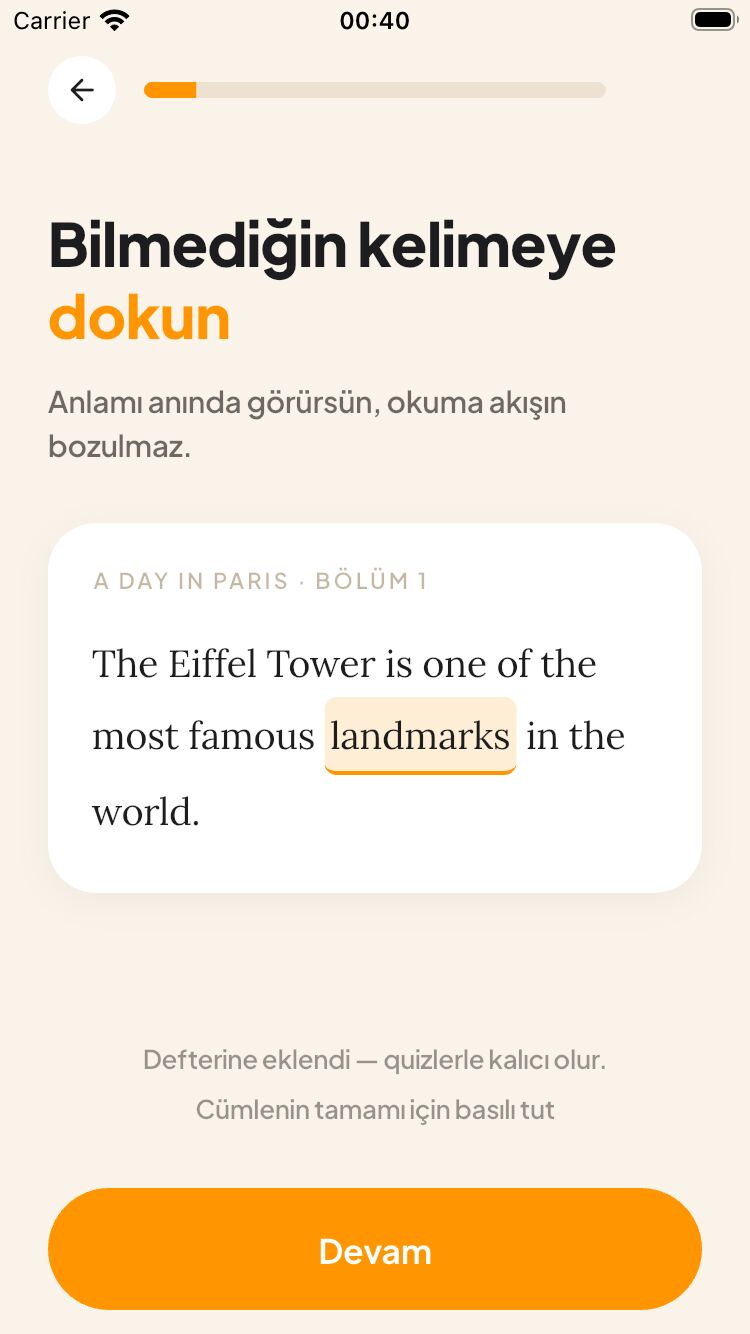 Carrier 00:40
Bilmediğin kelimeye
dokun
Anlamı anında görürsün, okuma akışın
bozulmaz.
A DAY IN PARIS · BÖLÜM 1
The Eiffel Tower is one of the
most famous landmarks in the
world.
Defterine eklendi — quizlerle kalıcı olur.
Cümlenin tamamı için basılı tut
Devam